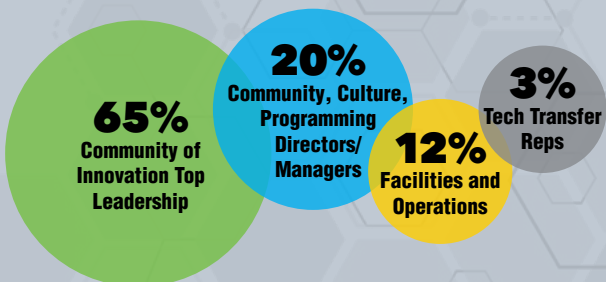 65%
Community of
Innovation Top
Leadership
20%
Community, Culture,
Programming
Directors/
Managers
12%
Facilities and
Operations
3%
Tech Transfer
Reps